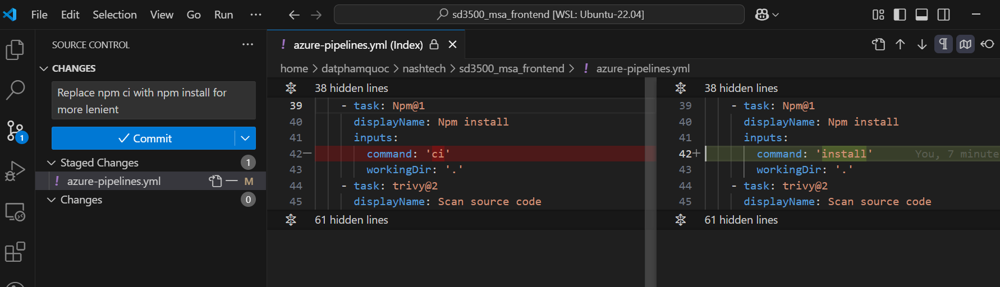 File Edit Selection View Go Run ··· sd3500_msa_frontend [WSL: Ubuntu-22.04]
SOURCE CONTROL ···
CHANGES
Replace npm ci with npm install for
more lenient
Commit
Staged Changes 1
! azure-pipelines.yml M
Changes 0
1
! azure-pipelines.yml (Index)
home > datphamquoc > nashtech > sd3500_msa_frontend > ! azure-pipelines.yml
38 hidden lines
39 - task: Npm@1
40 displayName: Npm install
41 inputs:
42— command: 'ci'
43 workingDir: '.'
44 - task: trivy@2
45 displayName: Scan source code
61 hidden lines
38 hidden lines
39 - task: Npm@1
40 displayName: Npm install
41 inputs:
42+ command: 'install' You, 7 minute
43 workingDir: '.'
44 - task: trivy@2
45 displayName: Scan source code
61 hidden lines